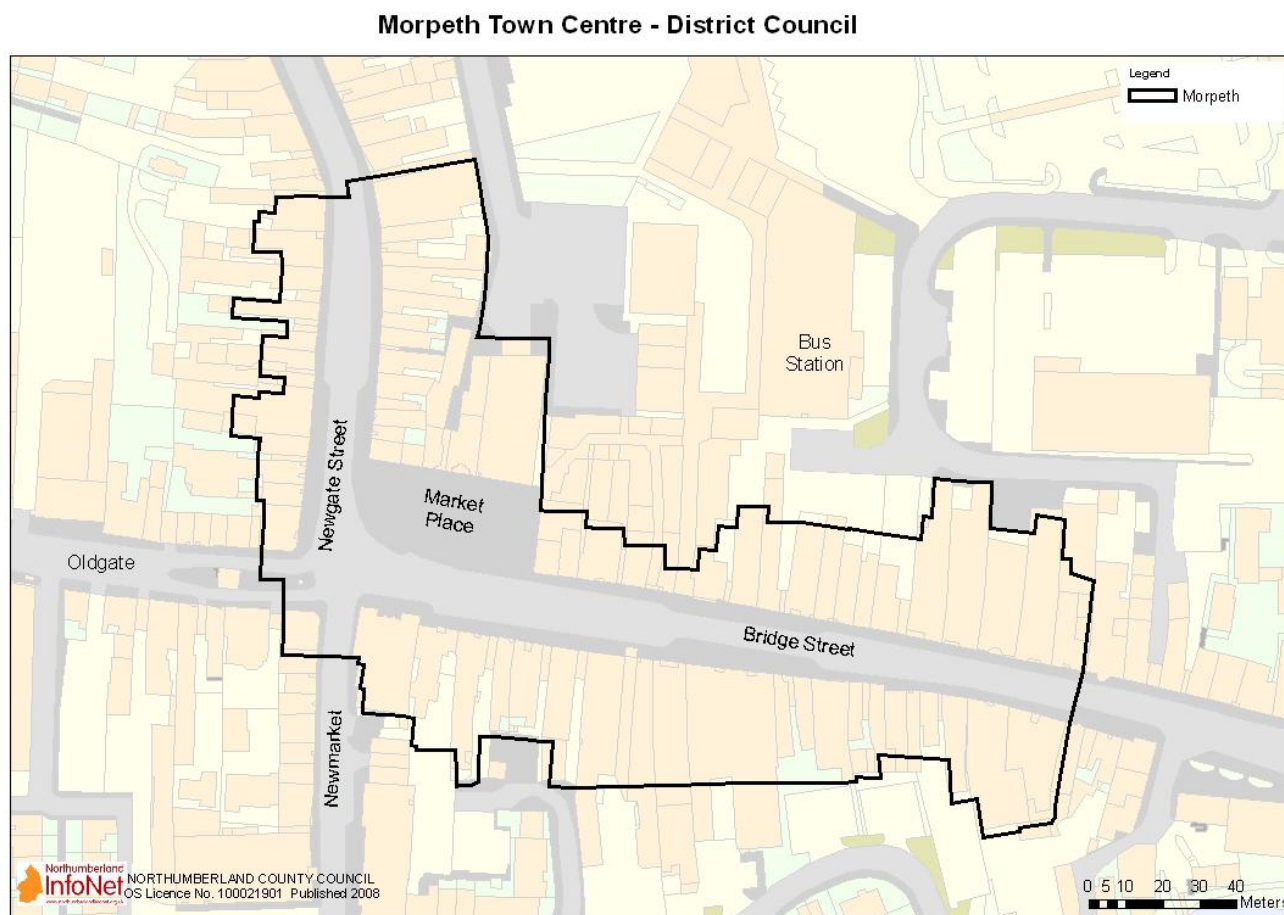 Morpeth Town Centre - District Council
Legend
Morpeth
Bus
Station
Newgate Street
Market
Place
Oldgate
Bridge Street
Newmarket
Northumberland
InfoNet
NORTHUMBERLAND COUNTY COUNCIL
OS Licence No. 100021901 Published 2008
0 5 10 20 30 40
Meters